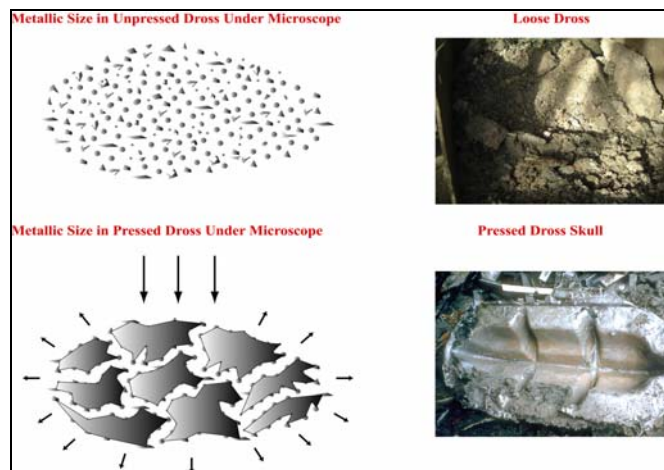 Metallic Size in Unpressed Dross Under Microscope
Loose Dross
Metallic Size in Pressed Dross Under Microscope
Pressed Dross Skull